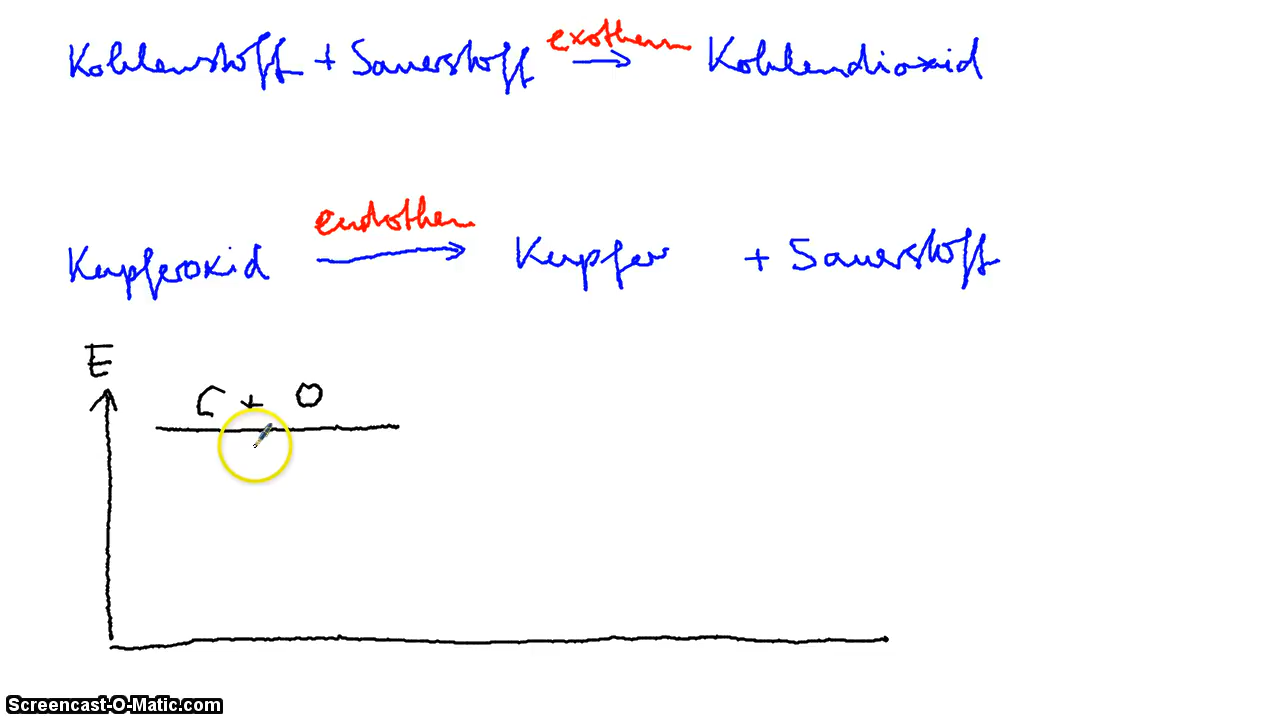 exotherm
Kohlenstoff + Sauerstoff → Kohlendioxid
endotherm
Kupferoxid → Kupfer + Sauerstoff
E
C + O
Screencast-O-Matic.com